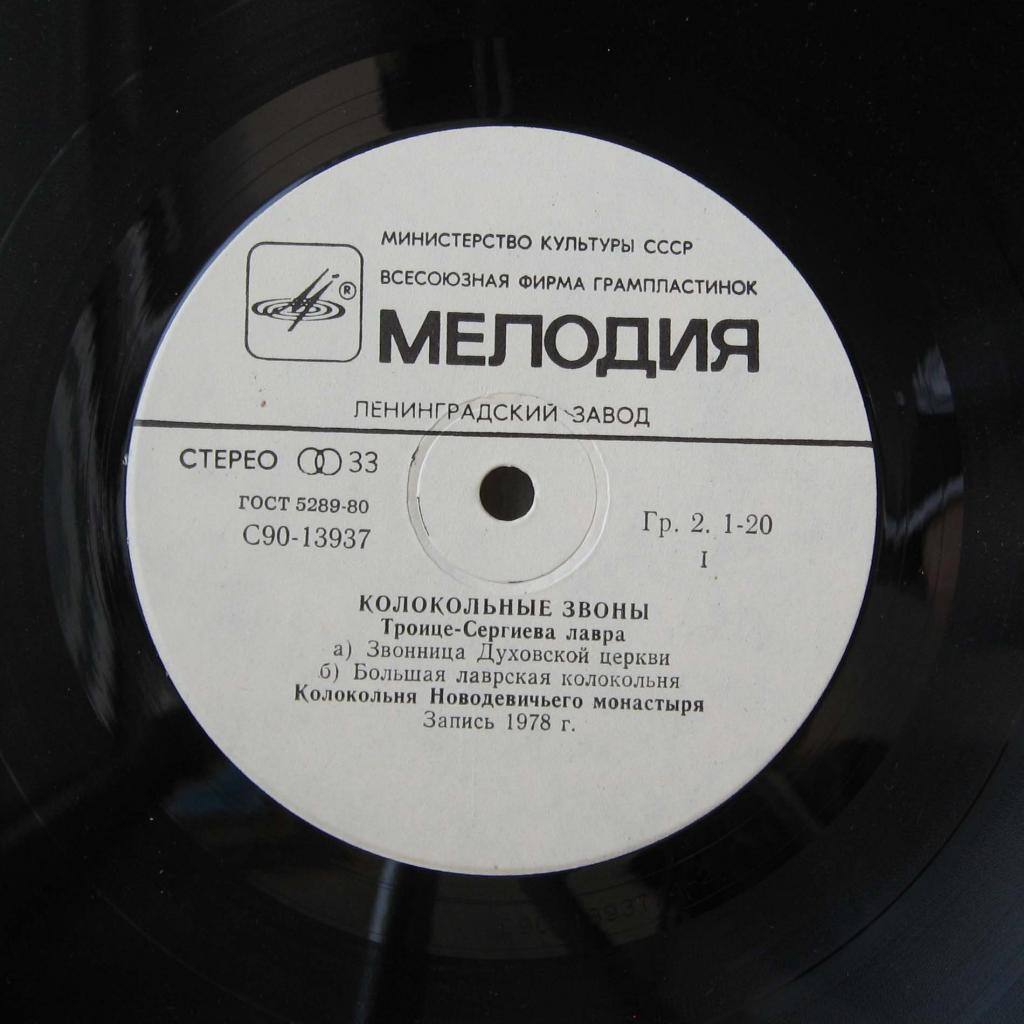 МИНИСТЕРСТВО КУЛЬТУРЫ СССР
ВСЕСОЮЗНАЯ ФИРМА ГРАМПЛАСТИНОК
®
МЕЛОДИЯ
ЛЕНИНГРАДСКИЙ ЗАВОД
СТЕРЕО 33
ГОСТ 5289-80
С90-13937
Гр. 2. 1-20
I
КОЛОКОЛЬНЫЕ ЗВОНЫ
Троице-Сергиева лавра
а) Звонница Духовской церкви
б) Большая лаврская колокольня
Колокольня Новодевичьего монастыря
Запись 1978 г.